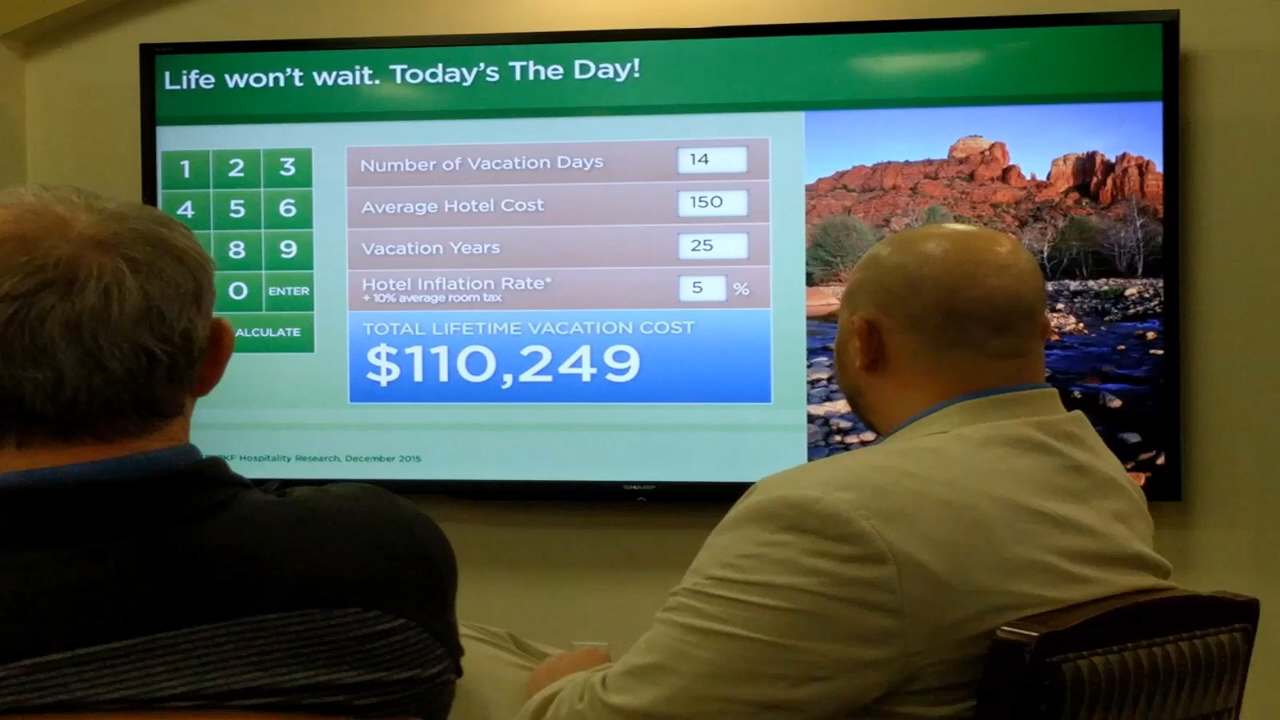 Life won't wait. Today's The Day!
1 2 3
4 5 6
8 9
0 ENTER
ALCULATE
Number of Vacation Days 14
Average Hotel Cost 150
Vacation Years 25
Hotel Inflation Rate* 5 %
+ 10% average room tax
TOTAL LIFETIME VACATION COST
$110,249
Hospitality Research, December 2015